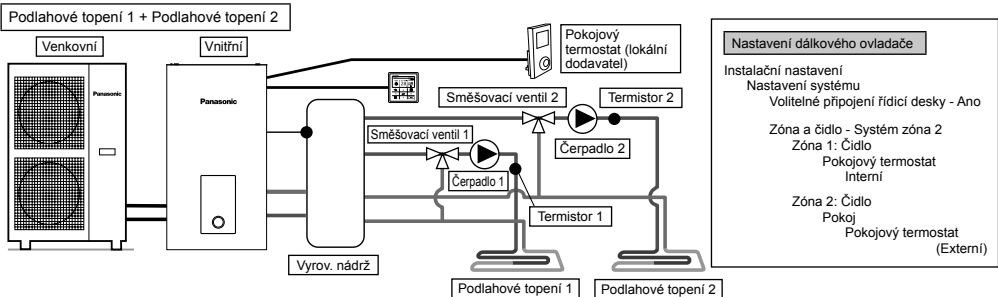 Podlahové topení 1 + Podlahové topení 2
Venkovní
Vnitřní
Panasonic
Panasonic
Pokojový
termostat (lokální
dodavatel)
Směšovací ventil 2
Termistor 2
Směšovací ventil 1
Čerpadlo 2
Čerpadlo 1
Termistor 1
Vyrov. nádrž
Podlahové topení 1
Podlahové topení 2
Nastavení dálkového ovladače
Instalační nastavení
Nastavení systému
Volitelné připojení řídicí desky - Ano
Zóna a čidlo - Systém zóna 2
Zóna 1: Čidlo
Pokojový termostat
Interní
Zóna 2: Čidlo
Pokoj
Pokojový termostat
(Externí)